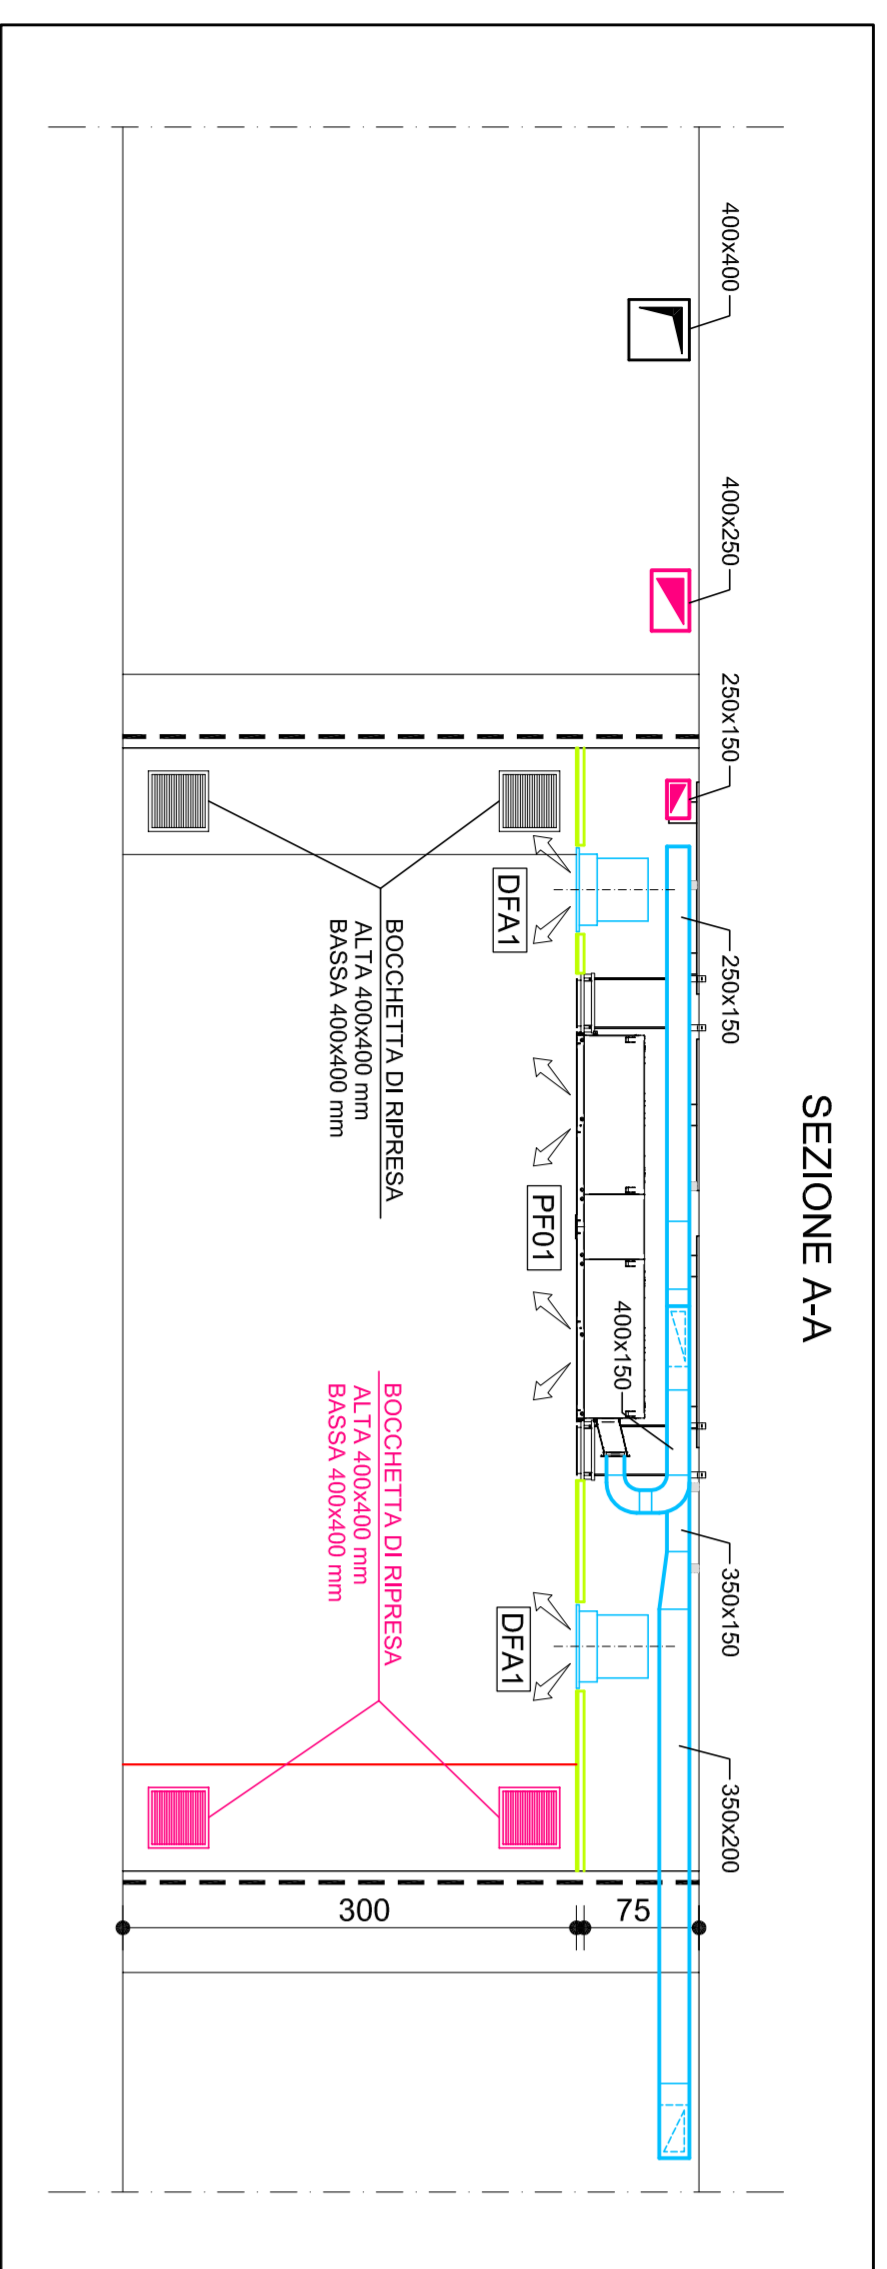 SEZIONE A-A
400x400
400x250
250x150
250x150
350x150
350x200
400x150
DFA1
PF01
DFA1
BOCCHETTA DI RIPRESA
ALTA 400x400 mm
BASSA 400x400 mm
BOCCHETTA DI RIPRESA
ALTA 400x400 mm
BASSA 400x400 mm
75
300